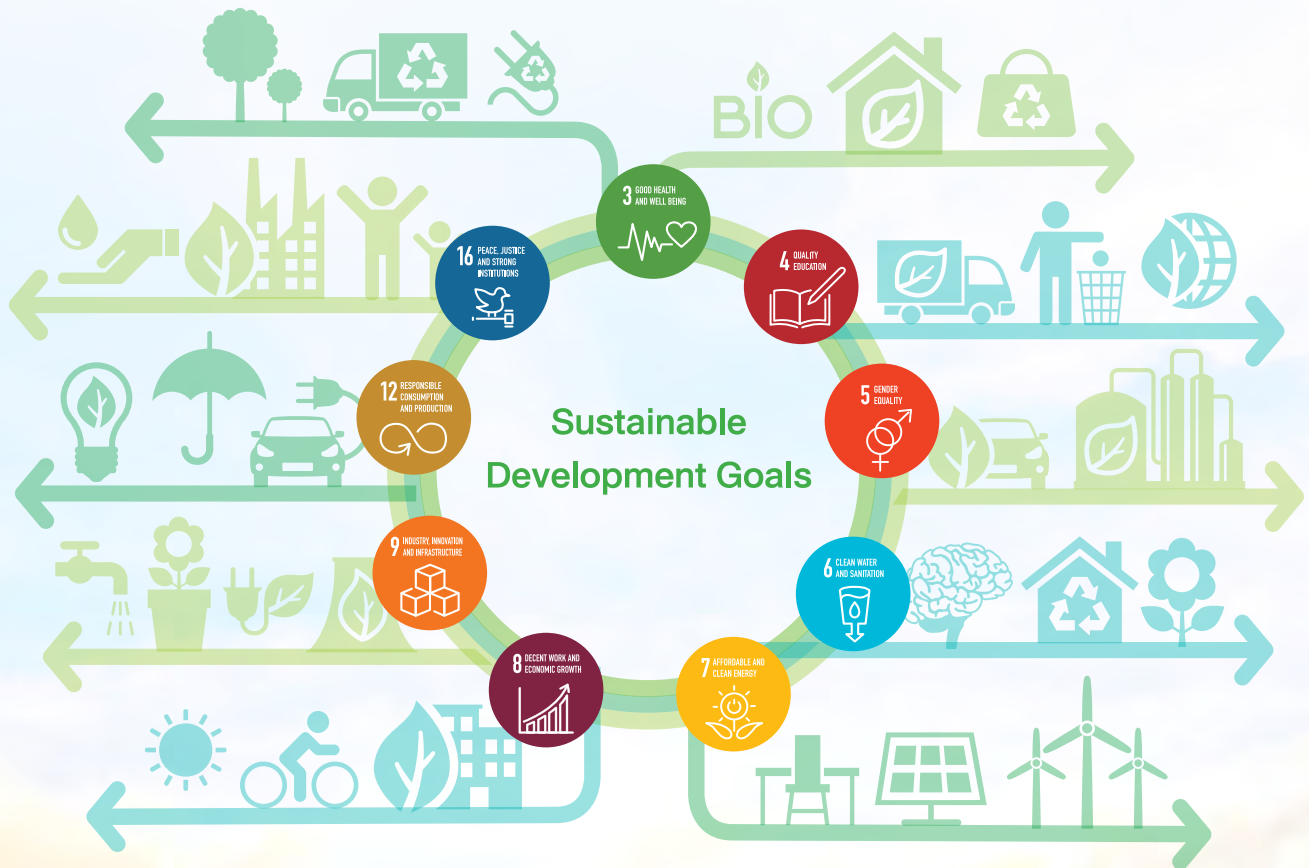 BIO
3 GOOD HEALTH
AND WELL BEING
16 PEACE, JUSTICE
AND STRONG
INSTITUTIONS
4 QUALITY
EDUCATION
12 RESPONSIBLE
CONSUMPTION
AND PRODUCTION
5 GENDER
EQUALITY
Sustainable
Development Goals
9 INDUSTRY, INNOVATION
AND INFRASTRUCTURE
6 CLEAN WATER
AND SANITATION
8 DECENT WORK AND
ECONOMIC GROWTH
7 AFFORDABLE AND
CLEAN ENERGY